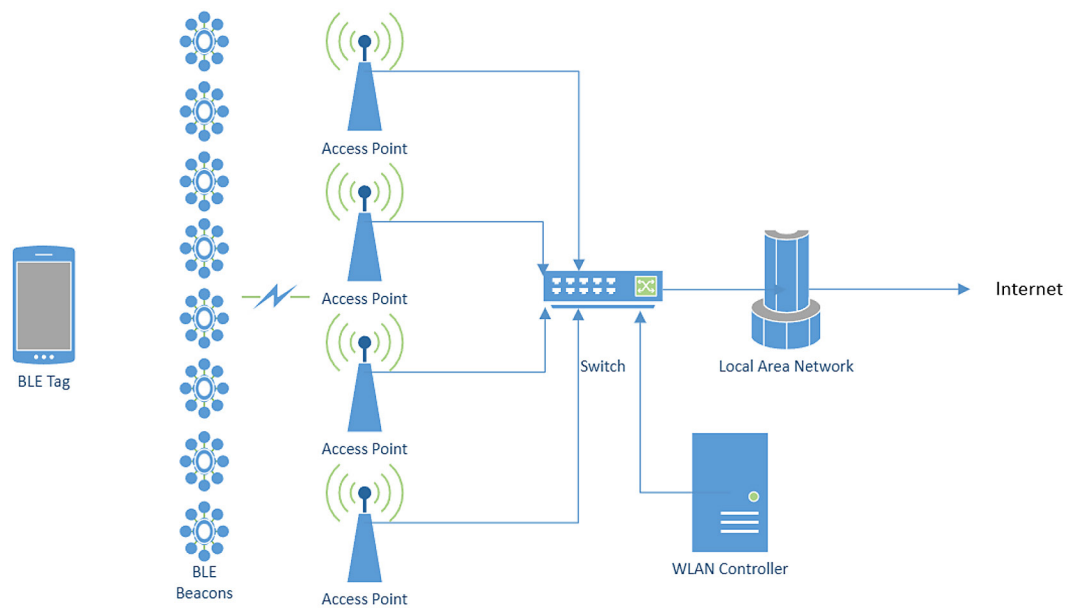 Access Point
Access Point
Internet
Switch
Local Area Network
BLE Tag
Access Point
BLE
Beacons
WLAN Controller
Access Point